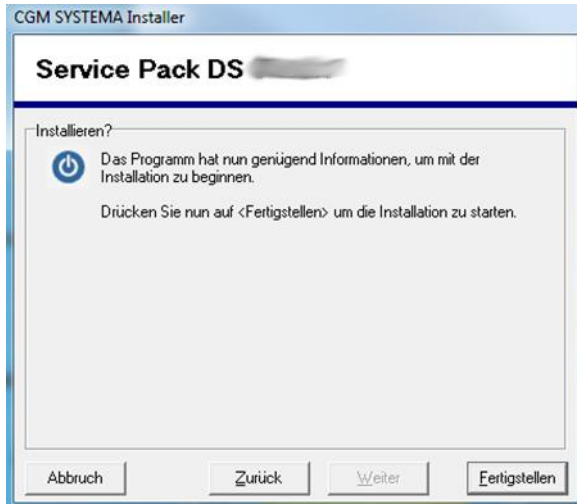 CGM SYSTEMA Installer
Service Pack DS
Installieren?
Das Programm hat nun genügend Informationen, um mit der
Installation zu beginnen.
Drücken Sie nun auf <Fertigstellen> um die Installation zu starten.
Abbruch
Zurück
Weiter
Fertigstellen